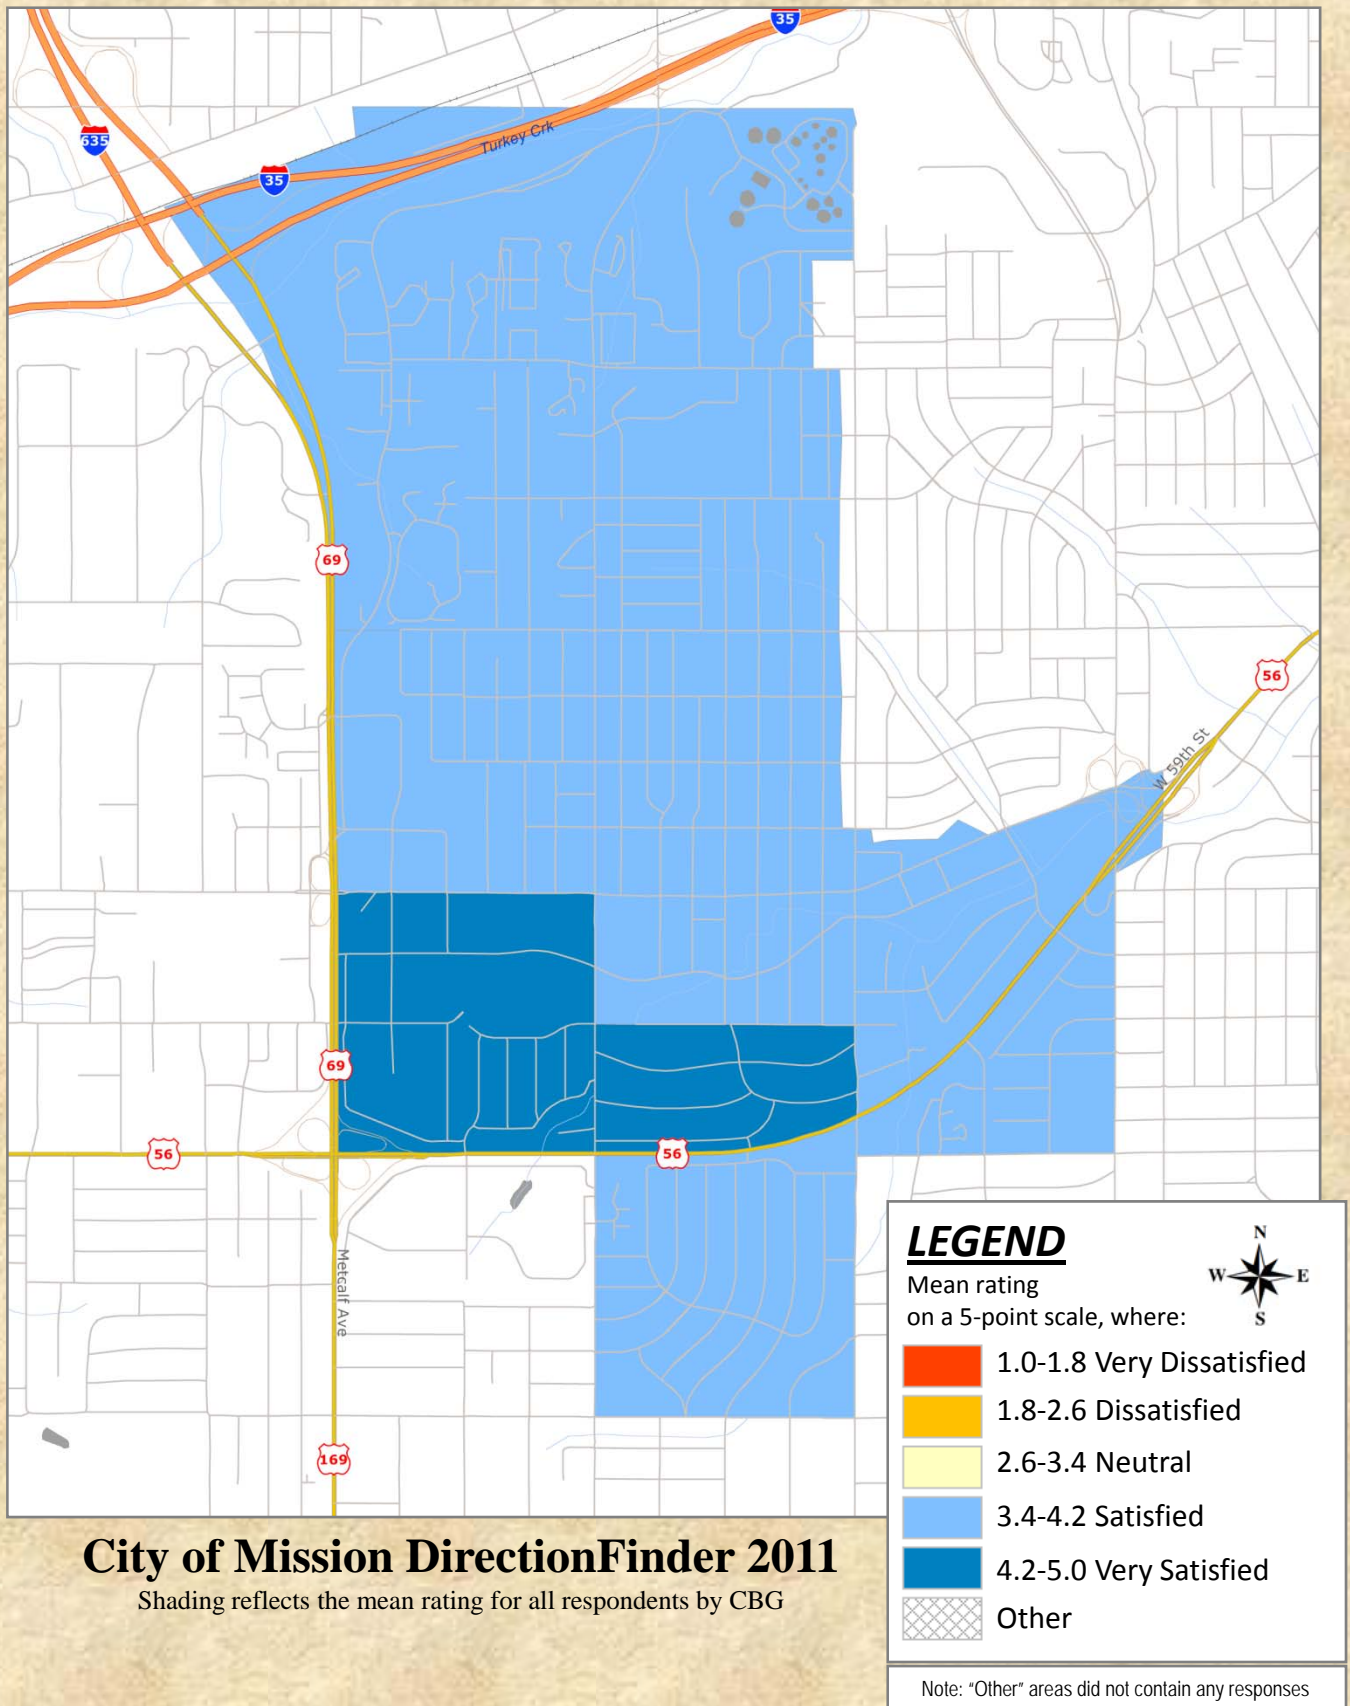 35
635
Turkey Crk
35
69
56
W 59th St
69
56
56
Metcalf Ave
169
LEGEND
N
W E
S
Mean rating
on a 5-point scale, where:
1.0-1.8 Very Dissatisfied
1.8-2.6 Dissatisfied
2.6-3.4 Neutral
3.4-4.2 Satisfied
4.2-5.0 Very Satisfied
Other
City of Mission DirectionFinder 2011
Shading reflects the mean rating for all respondents by CBG
Note: “Other” areas did not contain any responses